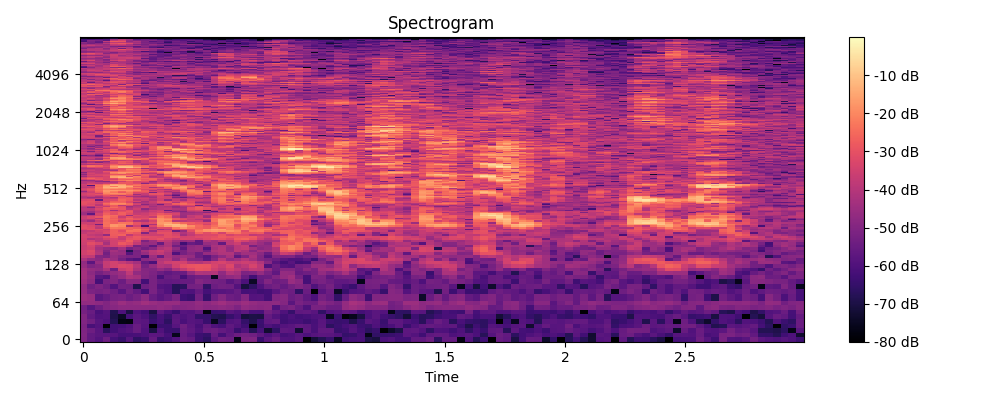 Spectrogram
Hz
4096
2048
1024
512
256
128
64
0
0
0.5
1
1.5
2
2.5
Time
-10 dB
-20 dB
-30 dB
-40 dB
-50 dB
-60 dB
-70 dB
-80 dB